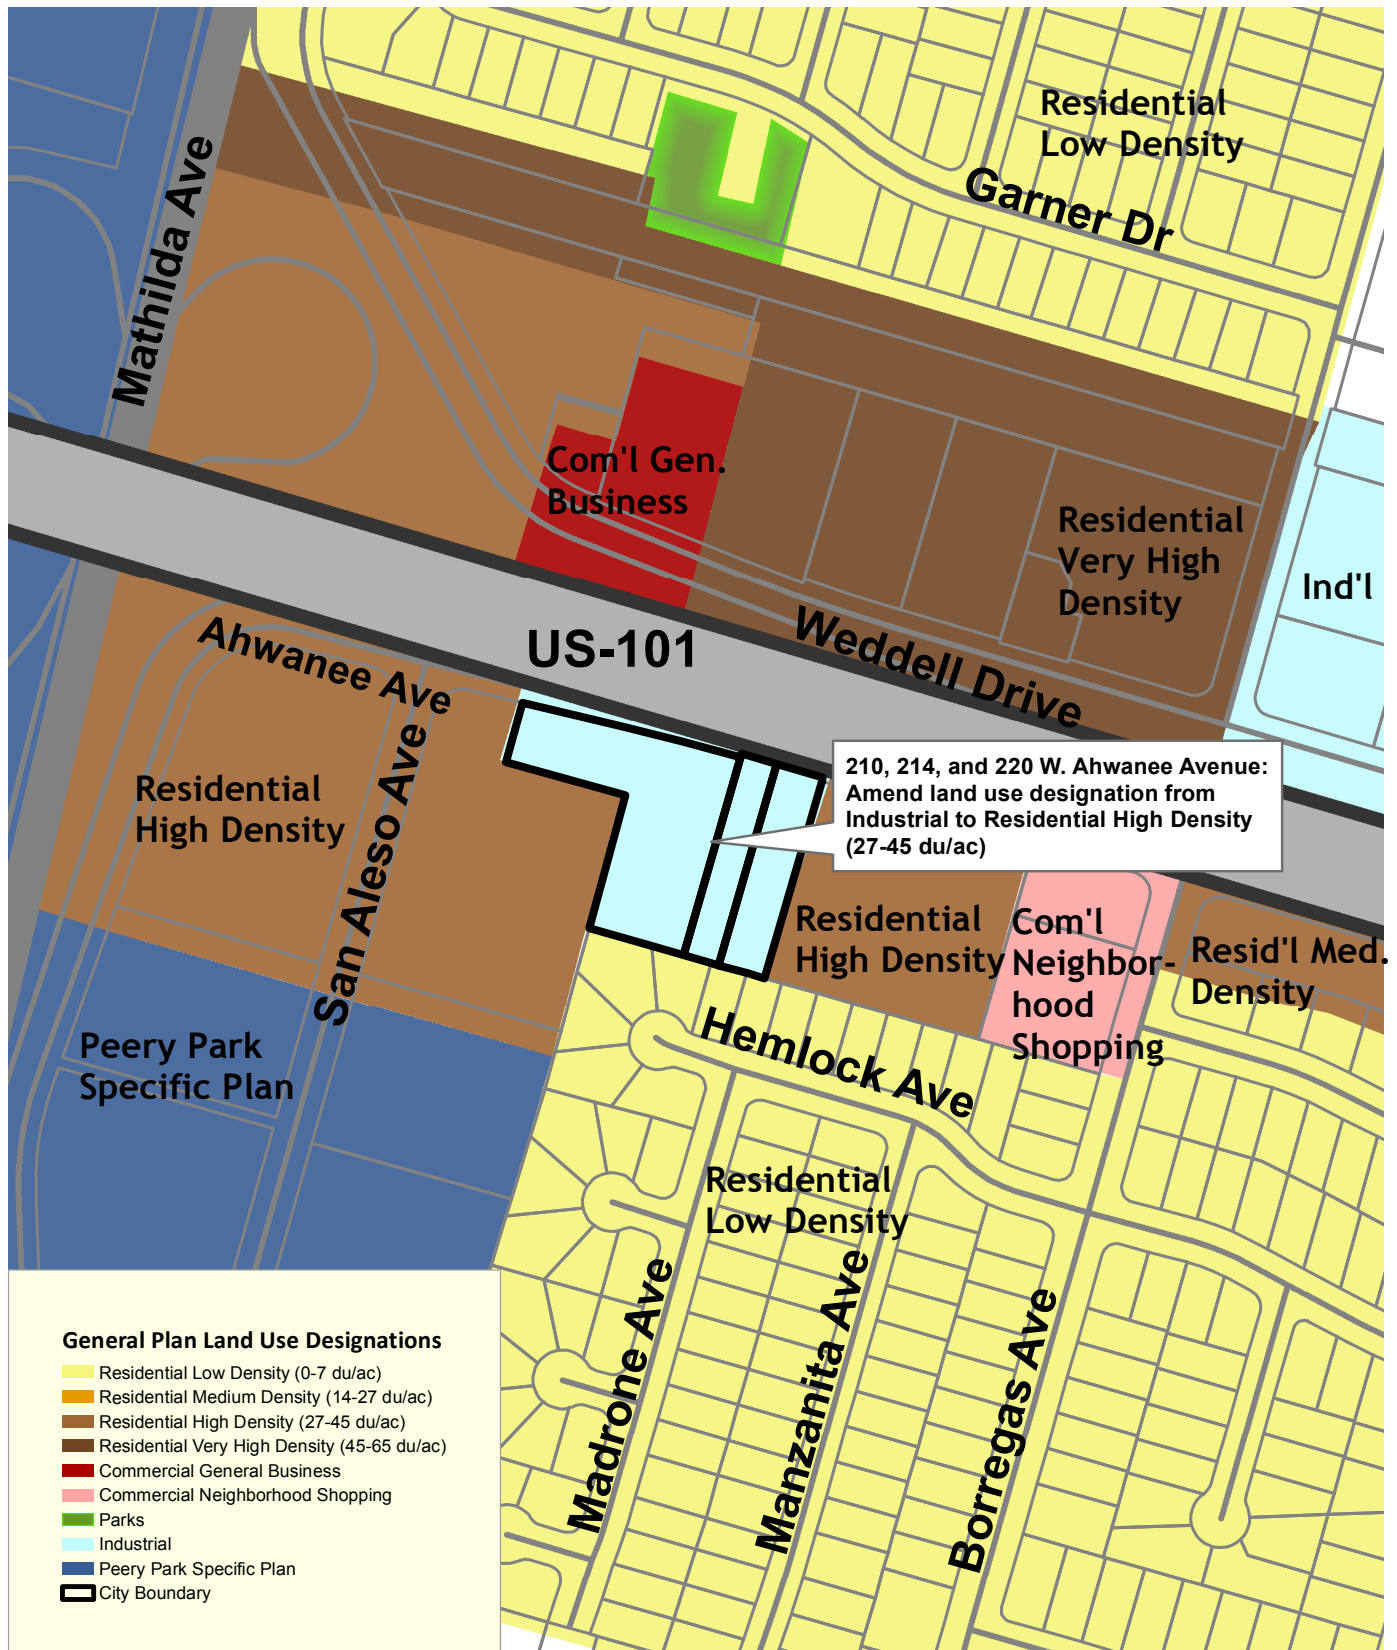 Residential
Low Density
Garner Dr
Mathilda Ave
Com'l Gen.
Business
Residential
Very High
Density
Ind'l
US-101
Weddell Drive
Ahwanee Ave
San Aleso Ave
Residential
High Density
210, 214, and 220 W. Ahwanee Avenue:
Amend land use designation from
Industrial to Residential High Density
(27-45 du/ac)
Residential
High Density
Com'l
Neighbor-
hood
Shopping
Resid'l Med.
Density
Peery Park
Specific Plan
Hemlock Ave
Residential
Low Density
Madrone Ave
Manzanita Ave
Borregas Ave
General Plan Land Use Designations
Residential Low Density (0-7 du/ac)
Residential Medium Density (14-27 du/ac)
Residential High Density (27-45 du/ac)
Residential Very High Density (45-65 du/ac)
Commercial General Business
Commercial Neighborhood Shopping
Parks
Industrial
Peery Park Specific Plan
City Boundary